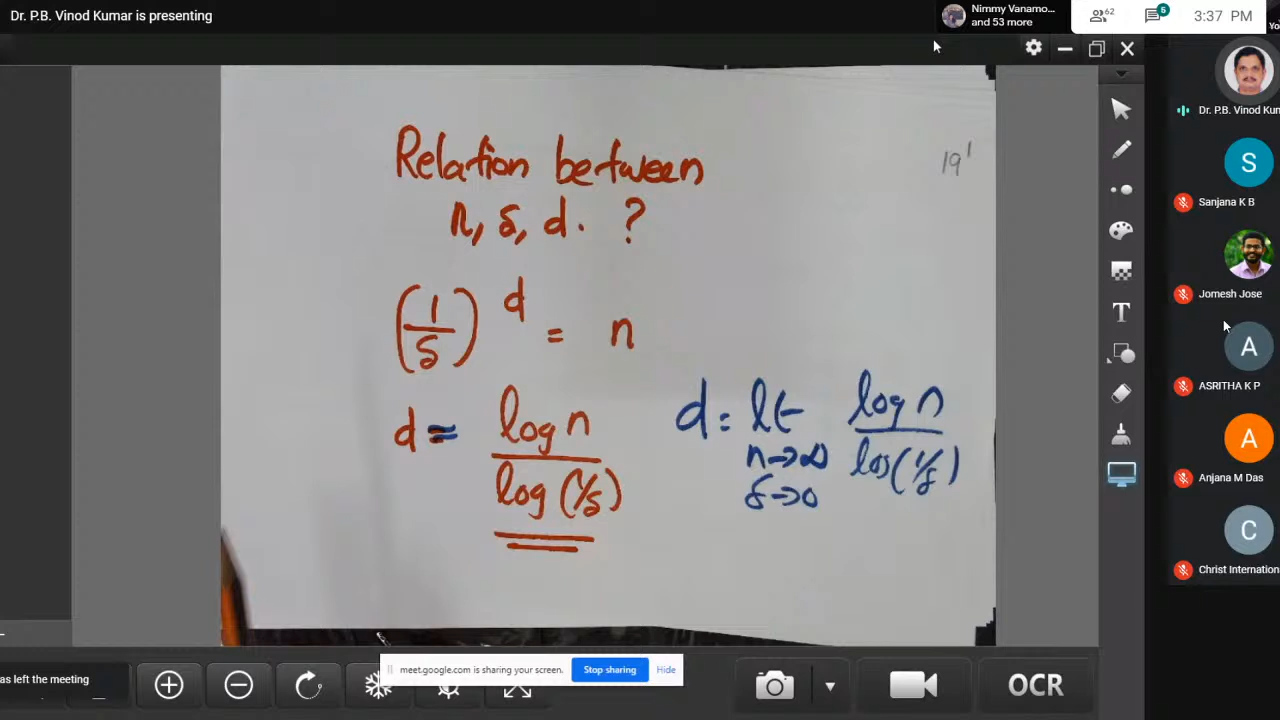 Dr. P.B. Vinod Kumar is presenting
Nimmy Vanamo...
and 53 more
62
5
3:37 PM
Dr. P.B. Vinod Kun
Sanjana K B
Jomesh Jose
ASRITHA K P
Anjana M Das
Christ Internation
S
A
A
C
T
19'
Relation between
n, δ, d. ?
(1/δ)^d = n
d = log n / log (1/δ)
d = lt n→∞ δ→0 log n / log(1/δ)
meet.google.com is sharing your screen.
Stop sharing
Hide
as left the meeting
OCR